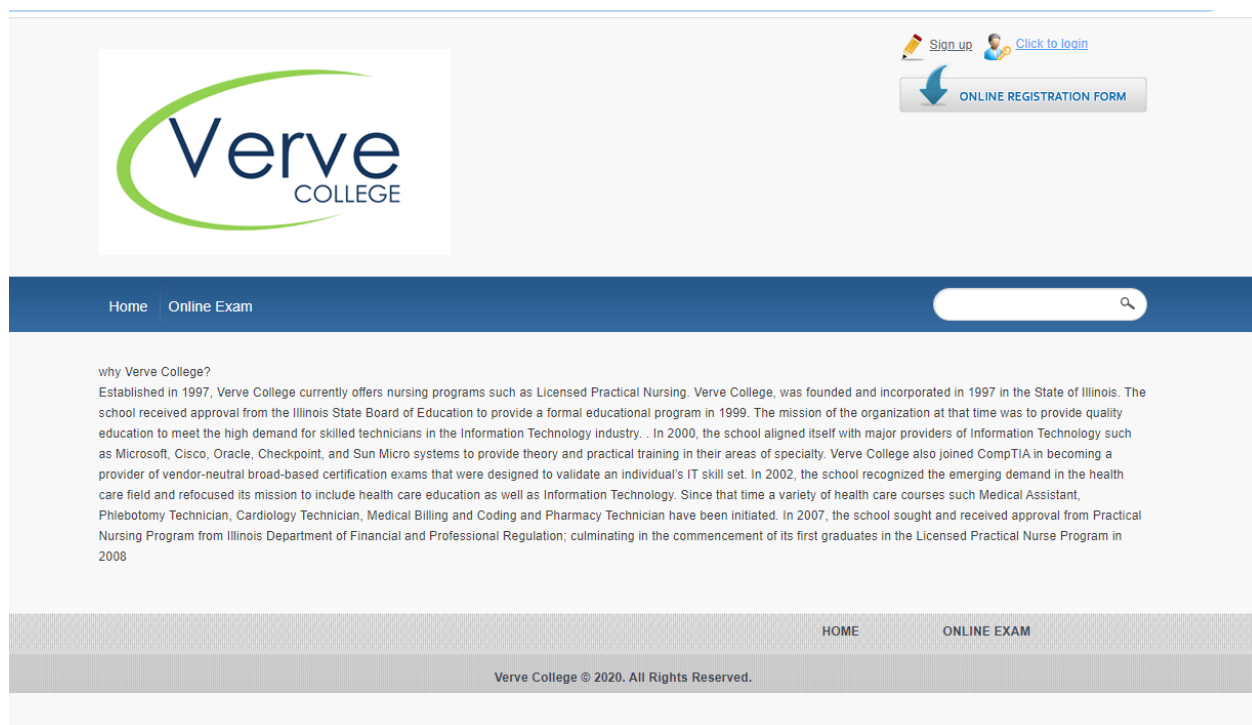 Sign up Click to login
ONLINE REGISTRATION FORM
Verve
COLLEGE
Home Online Exam
why Verve College?
Established in 1997, Verve College currently offers nursing programs such as Licensed Practical Nursing. Verve College, was founded and incorporated in 1997 in the State of Illinois. The
school received approval from the Illinois State Board of Education to provide a formal educational program in 1999. The mission of the organization at that time was to provide quality
education to meet the high demand for skilled technicians in the Information Technology industry. . In 2000, the school aligned itself with major providers of Information Technology such
as Microsoft, Cisco, Oracle, Checkpoint, and Sun Micro systems to provide theory and practical training in their areas of specialty. Verve College also joined CompTIA in becoming a
provider of vendor-neutral broad-based certification exams that were designed to validate an individual's IT skill set. In 2002, the school recognized the emerging demand in the health
care field and refocused its mission to include health care education as well as Information Technology. Since that time a variety of health care courses such Medical Assistant,
Phlebotomy Technician, Cardiology Technician, Medical Billing and Coding and Pharmacy Technician have been initiated. In 2007, the school sought and received approval from Practical
Nursing Program from Illinois Department of Financial and Professional Regulation; culminating in the commencement of its first graduates in the Licensed Practical Nurse Program in
2008
HOME ONLINE EXAM
Verve College © 2020. All Rights Reserved.